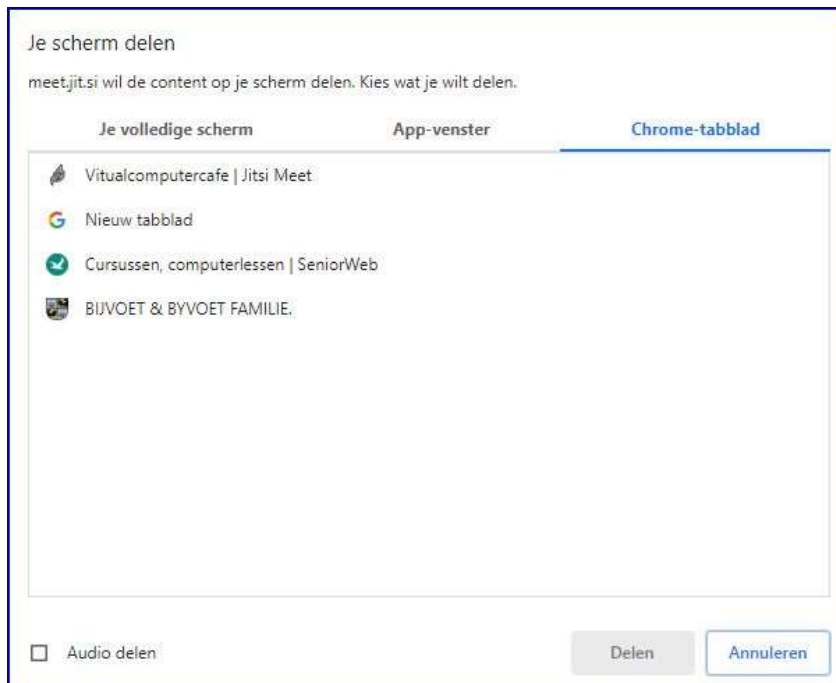 Je scherm delen
meet.jit.si wil de content op je scherm delen. Kies wat je wilt delen.
Je volledige scherm App-venster Chrome-tabblad
Vitualcomputercafe | Jitsi Meet
Nieuw tabblad
Cursussen, computerlessen | SeniorWeb
BIJVOET & BYVOET FAMILIE.
Audio delen Delen Annuleren